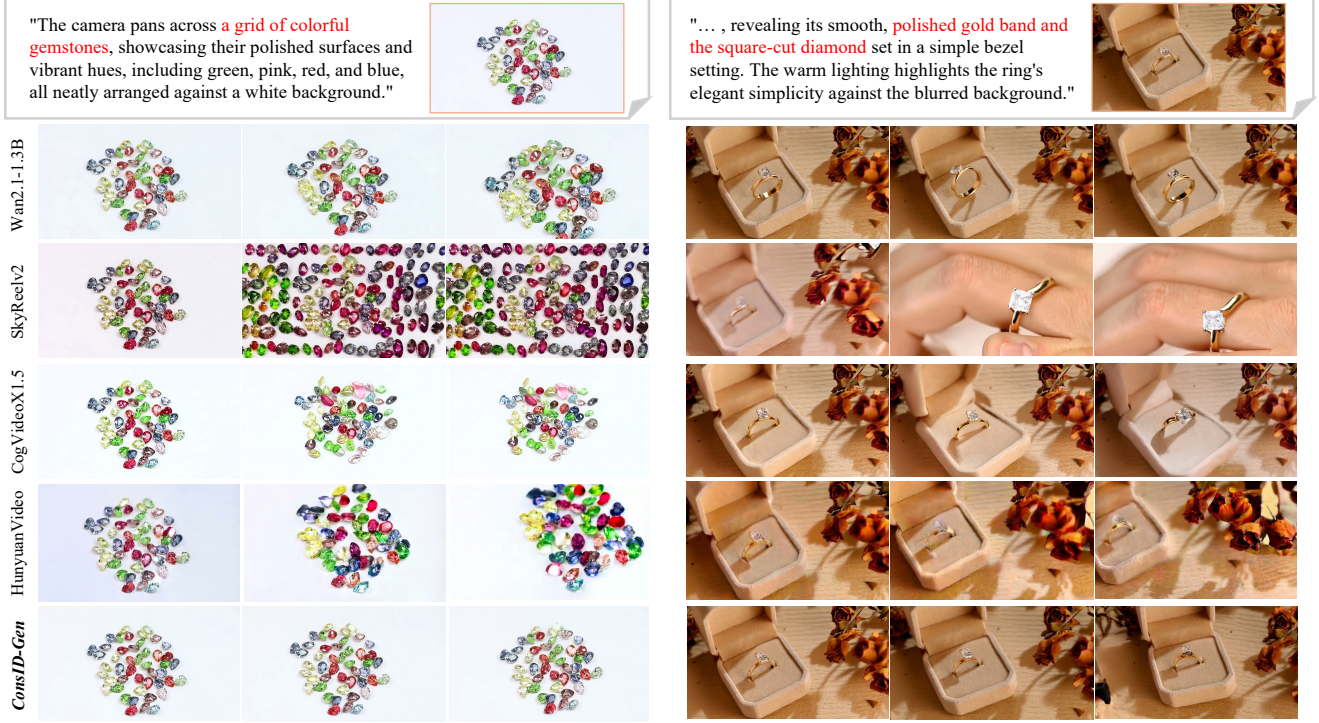 "The camera pans across a grid of colorful
gemstones, showcasing their polished surfaces and
vibrant hues, including green, pink, red, and blue,
all neatly arranged against a white background."
"… , revealing its smooth, polished gold band and
the square-cut diamond set in a simple bezel
setting. The warm lighting highlights the ring's
elegant simplicity against the blurred background."
Wan2.1-1.3B
SkyReelv2
CogVideoX1.5
HunyuanVideo
ConsID-Gen